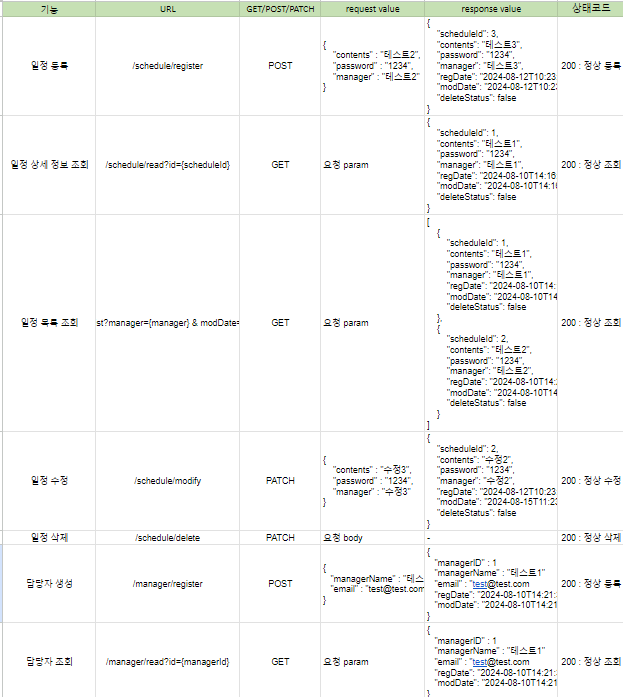 기능 URL GET/POST/PATCH request value response value 상태코드
일정 등록 /schedule/register POST
{
"contents" : "테스트2",
"password" : "1234",
"manager" : "테스트2"
}
{
"scheduleId": 3,
"contents": "테스트3",
"password": "1234",
"manager": "테스트3",
"regDate": "2024-08-12T10:23
"modDate": "2024-08-12T10:2
"deleteStatus": false
}
200 : 정상 등록
일정 상세 정보 조회 /schedule/read?id={scheduleId} GET 요청 param
{
"scheduleId": 1,
"contents": "테스트1",
"password": "1234",
"manager": "테스트1",
"regDate": "2024-08-10T14:16
"modDate": "2024-08-10T14:1
"deleteStatus": false
}
200 : 정상 조회
일정 목록 조회 st?manager={manager} & modDate= GET 요청 param
[
{
"scheduleId": 1,
"contents": "테스트1",
"password": "1234",
"manager": "테스트1",
"regDate": "2024-08-10T14:
"modDate": "2024-08-10T14
"deleteStatus": false
},
{
"scheduleId": 2,
"contents": "테스트2",
"password": "1234",
"manager": "테스트2",
"regDate": "2024-08-10T14:
"modDate": "2024-08-10T14
"deleteStatus": false
}
]
200 : 정상 조회
일정 수정 /schedule/modify PATCH
{
"contents" : "수정3",
"password" : "1234",
"manager" : "수정3"
}
{
"scheduleId": 2,
"contents": "수정2",
"password": "1234",
"manager": "수정2",
"regDate": "2024-08-12T10:23
"modDate": "2024-08-15T11:2
"deleteStatus": false
}
200 : 정상 수정
일정 삭제 /schedule/delete PATCH 요청 body - 200 : 정상 삭제
담당자 생성 /manager/register POST
{
"managerName" : "테스
"email" : "test@test.com
}
{
"managerID" : 1
"managerName" : "테스트1"
"email" : "test@test.com
"regDate": "2024-08-10T14:21:
"modDate": "2024-08-10T14:21
}
200 : 정상 등록
담당자 조회 /manager/read?id={managerId} GET 요청 param
{
"managerID" : 1
"managerName" : "테스트1"
"email" : "test@test.com
"regDate": "2024-08-10T14:21:
"modDate": "2024-08-10T14:21
}
200 : 정상 조회